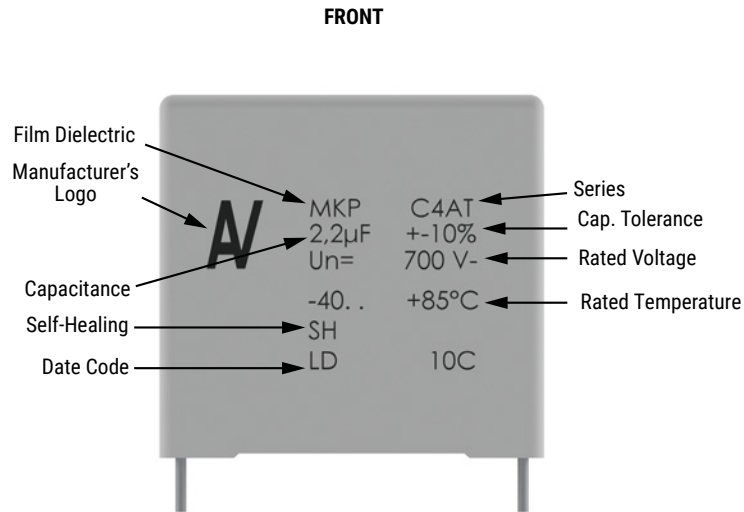 FRONT
Film Dielectric
Manufacturer's
Logo
Capacitance
Self-Healing
Date Code
AV
MKP C4AT
2,2µF +-10%
Un= 700 V-
-40. . +85°C
SH
LD 10C
Series
Cap. Tolerance
Rated Voltage
Rated Temperature